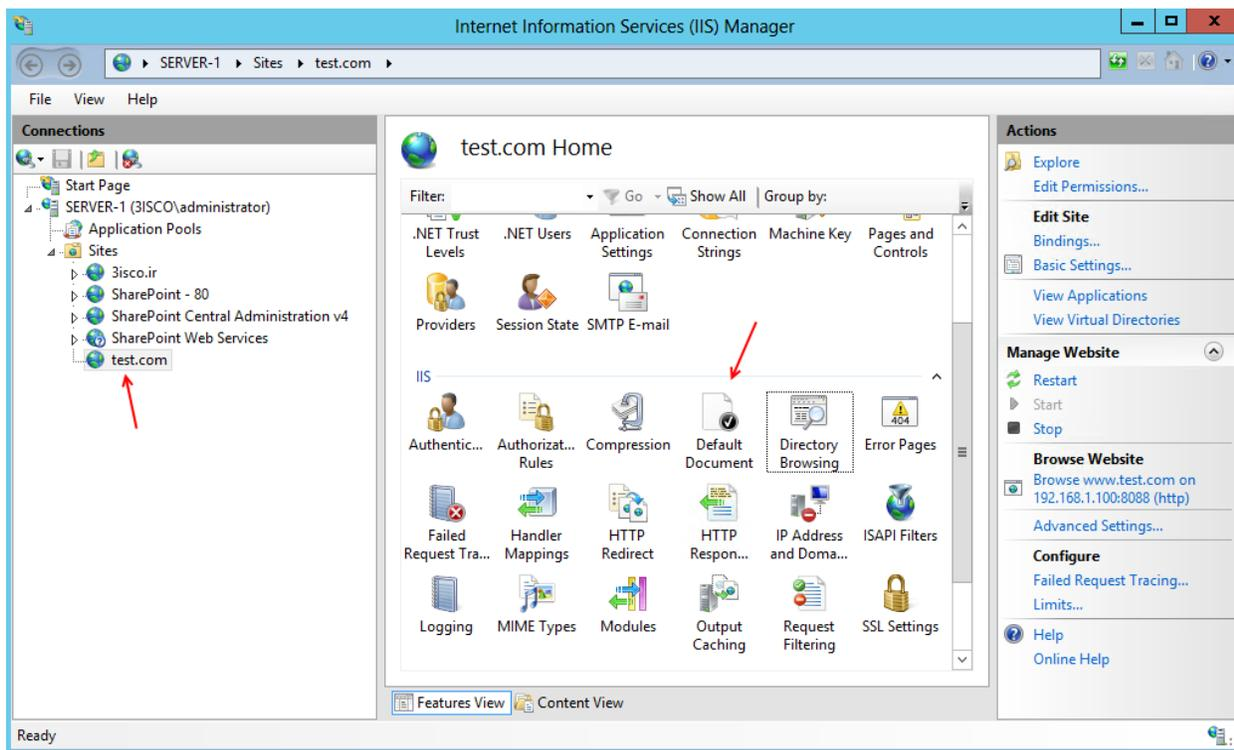 Internet Information Services (IIS) Manager
SERVER-1 Sites test.com
File View Help
Connections
Start Page
SERVER-1 (3ISCO\administrator)
Application Pools
Sites
3isco.ir
SharePoint - 80
SharePoint Central Administration v4
SharePoint Web Services
test.com
test.com Home
Filter: Go Show All Group by:
.NET Trust Levels
.NET Users
Application Settings
Connection Strings
Machine Key
Pages and Controls
Providers
Session State
SMTP E-mail
IIS
Authentic...
Authorizat... Rules
Compression
Default Document
Directory Browsing
Error Pages
404
Failed Request Tra...
Handler Mappings
HTTP Redirect
HTTP Respon...
IP Address and Doma...
ISAPI Filters
Logging
MIME Types
Modules
Output Caching
Request Filtering
SSL Settings
Features View Content View
Actions
Explore
Edit Permissions...
Edit Site
Bindings...
Basic Settings...
View Applications
View Virtual Directories
Manage Website
Restart
Start
Stop
Browse Website
Browse www.test.com on
192.168.1.100:8088 (http)
Advanced Settings...
Configure
Failed Request Tracing...
Limits...
Help
Online Help
Ready